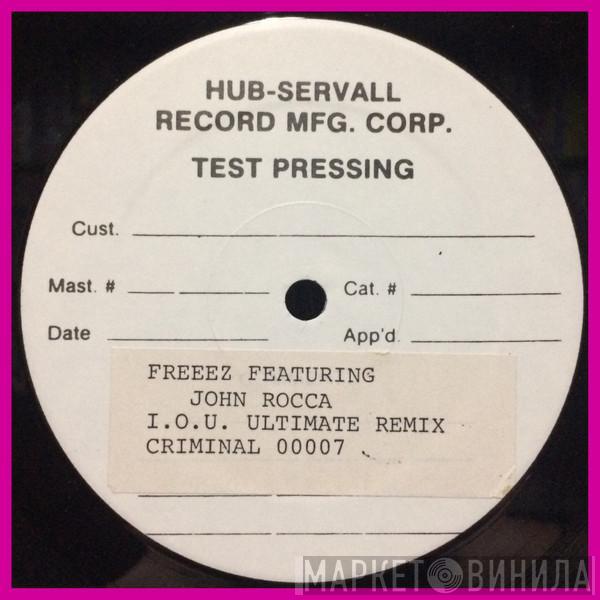 HUB-SERVALL
RECORD MFG. CORP.
TEST PRESSING
Cust.
Mast. # Cat. #
Date App'd.
FREEEZ FEATURING
JOHN ROCCA
I.O.U. ULTIMATE REMIX
CRIMINAL 00007
МАРКЕТ ВИНИЛА